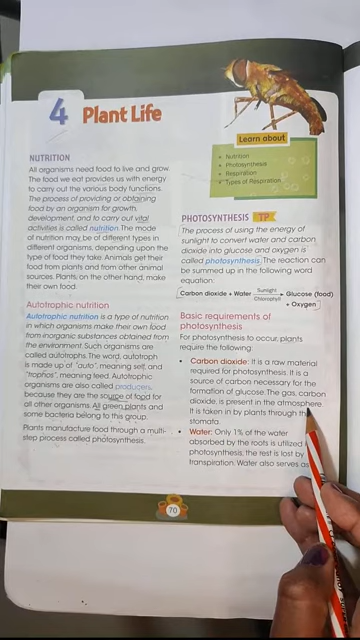 4 Plant Life
Learn about
• Nutrition
• Photosynthesis
• Respiration
• Types of Respiration
NUTRITION
All organisms need food to live and grow.
The food we eat provides us with energy
to carry out the various body functions.
The process of providing or obtaining
food by an organism for growth,
development, and to carry out vital
activities is called nutrition. The mode
of nutrition may be of different types in
different organisms, depending upon the
type of food they take. Animals get their
food from plants and from other animal
sources. Plants, on the other hand, make
their own food.
Autotrophic nutrition
Autotrophic nutrition is a type of nutrition
in which organisms make their own food
from inorganic substances obtained from
the environment. Such organisms are
called autotrophs. The word, autotroph
is made up of "auto", meaning self, and
"trophos", meaning feed. Autotrophic
organisms are also called producers
because they are the source of food for
all other organisms. All green plants and
some bacteria belong to this group.
Plants manufacture food through a multi-
step process called photosynthesis.
PHOTOSYNTHESIS TP
The process of using the energy of
sunlight to convert water and carbon
dioxide into glucose and oxygen is
called photosynthesis. The reaction can
be summed up in the following word
equation:
Carbon dioxide + Water Sunlight Chlorophyll Glucose (food)
+ Oxygen
Basic requirements of
photosynthesis
For photosynthesis to occur, plants
require the following:
• Carbon dioxide: It is a raw material
required for photosynthesis. It is a
source of carbon necessary for the
formation of glucose. The gas, carbon
dioxide, is present in the atmosphere
It is taken in by plants through the
stomata.
• Water: Only 1% of the water
absorbed by the roots is utilized
photosynthesis, the rest is lost by
transpiration. Water also serves as
70